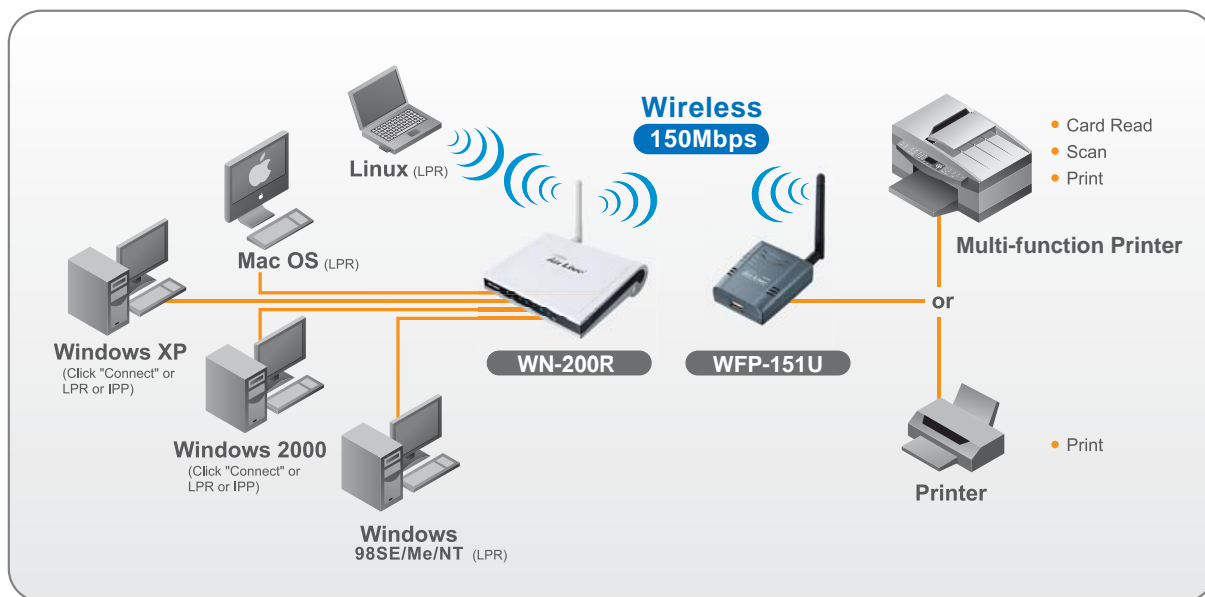 Wireless
150Mbps
Linux (LPR)
Mac OS (LPR)
Windows XP
(Click "Connect" or
LPR or IPP)
Windows 2000
(Click "Connect" or
LPR or IPP)
Windows
98SE/Me/NT (LPR)
AirLive
WN-200R
AirLive
WFP-151U
• Card Read
• Scan
• Print
Multi-function Printer
or
• Print
Printer